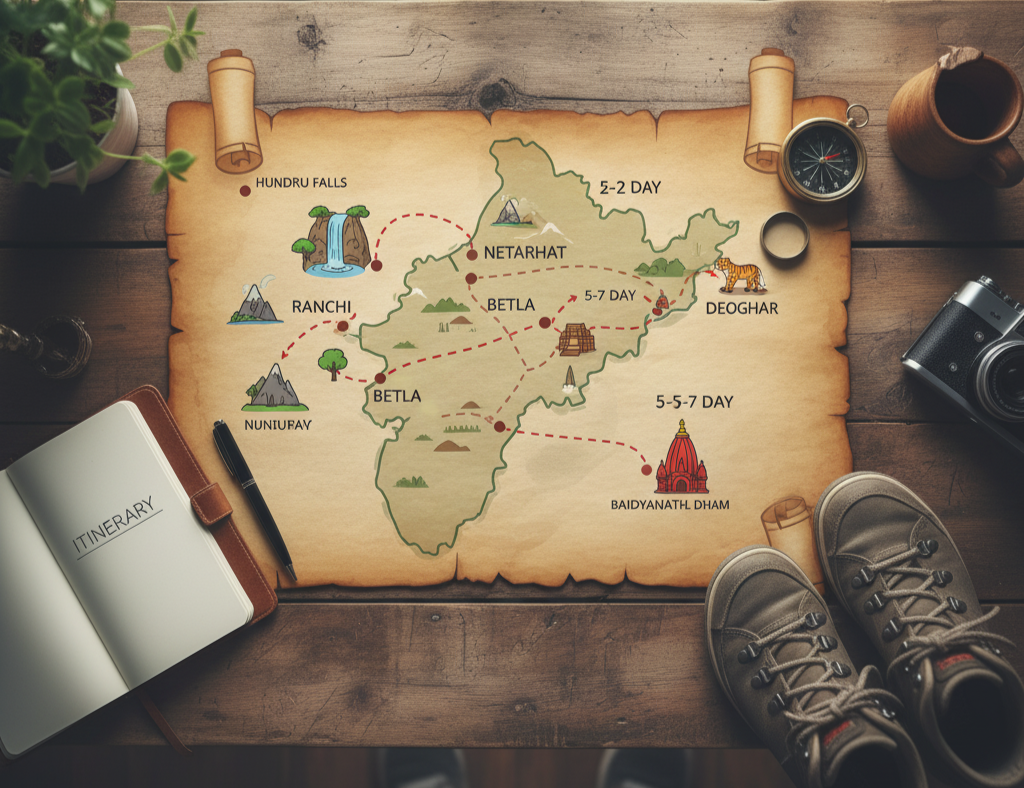 HUNDRU FALLS
5-2 DAY
NETARHAT
RANCHI
BETLA
5-7 DAY
DEOGHAR
BETLA
5-5-7 DAY
NUNIUFAY
BAIDYANATH DHAM
ITINERARY